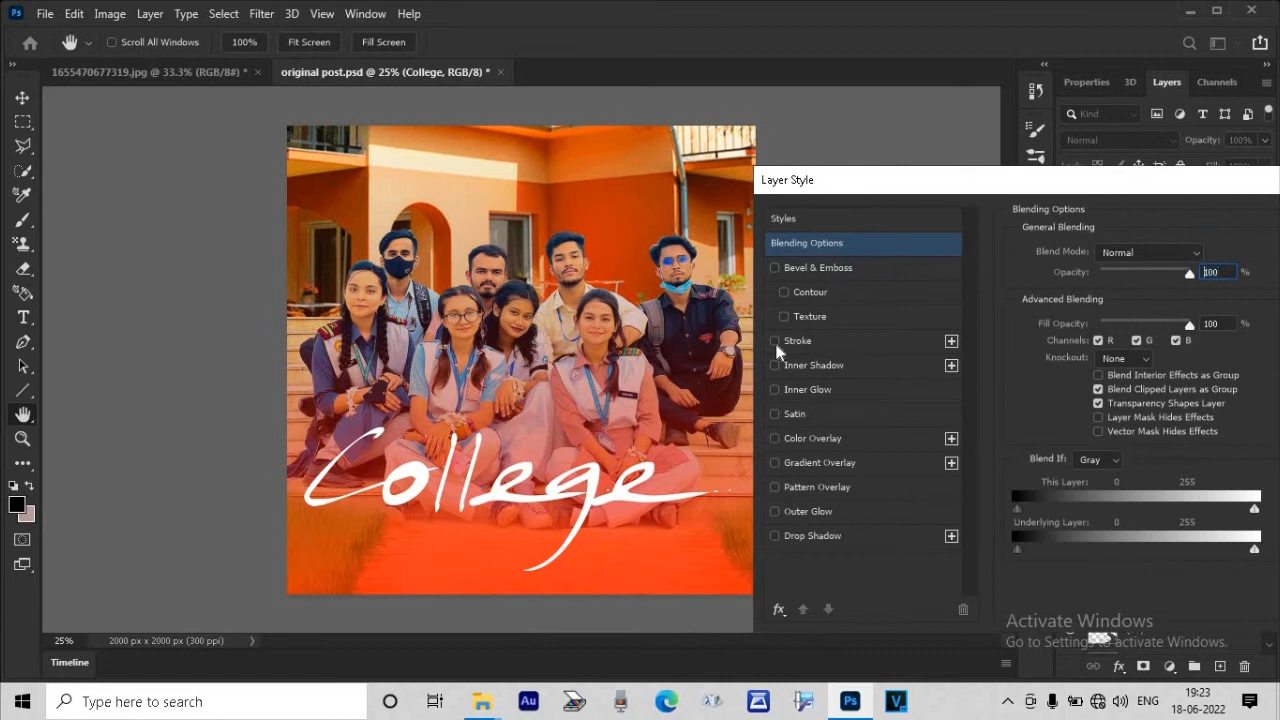 Ps File Edit Image Layer Type Select Filter 3D View Window Help
Scroll All Windows 100% Fit Screen Fill Screen
1655470677319.jpg @ 33.3% (RGB/8#) * × original post.psd @ 25% (College, RGB/8) * ×
Properties 3D Layers Channels
Kind
Normal Opacity: 100%
Layer Style
Styles
Blending Options
Bevel & Emboss
Contour
Texture
Stroke
Inner Shadow
Inner Glow
Satin
Color Overlay
Gradient Overlay
Pattern Overlay
Outer Glow
Drop Shadow
fx
Blending Options
General Blending
Blend Mode: Normal
Opacity: 100 %
Advanced Blending
Fill Opacity: 100 %
Channels: R G B
Knockout: None
Blend Interior Effects as Group
Blend Clipped Layers as Group
Transparency Shapes Layer
Layer Mask Hides Effects
Vector Mask Hides Effects
Blend If: Gray
This Layer: 0 255
Underlying Layer: 0 255
College
Activate Windows
Go to Settings to activate Windows.
25% 2000 px x 2000 px (300 ppi)
Timeline
fx
Type here to search
Au
Ps
V
ENG
19:23
18-06-2022